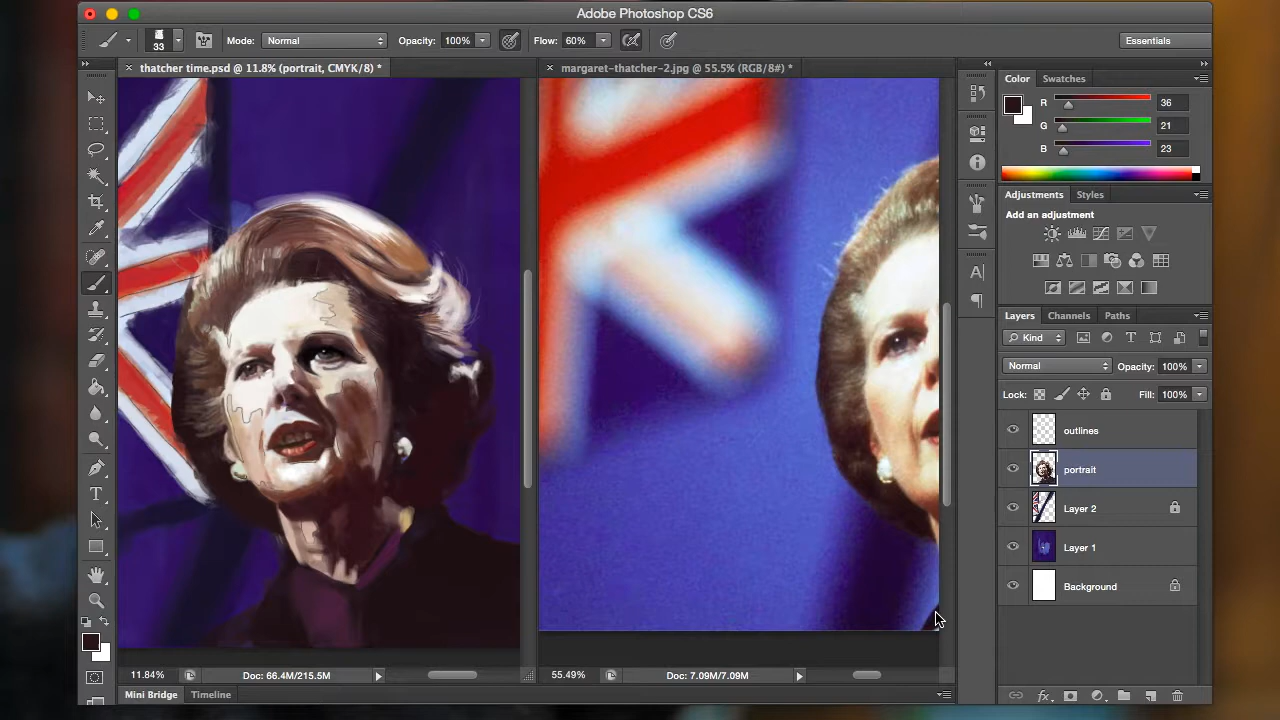 Adobe Photoshop CS6
33
Mode: Normal Opacity: 100% Flow: 60% Essentials
thatcher time.psd @ 11.8% (portrait, CMYK/8) * margaret-thatcher-2.jpg @ 55.5% (RGB/8#) *
Color Swatches
R 36
G 21
B 23
Adjustments Styles
Add an adjustment
Layers Channels Paths
Kind
Normal Opacity: 100%
Lock: Fill: 100%
outlines
portrait
Layer 2
Layer 1
Background
11.84% Doc: 66.4M/215.5M 55.49% Doc: 7.09M/7.09M
Mini Bridge Timeline